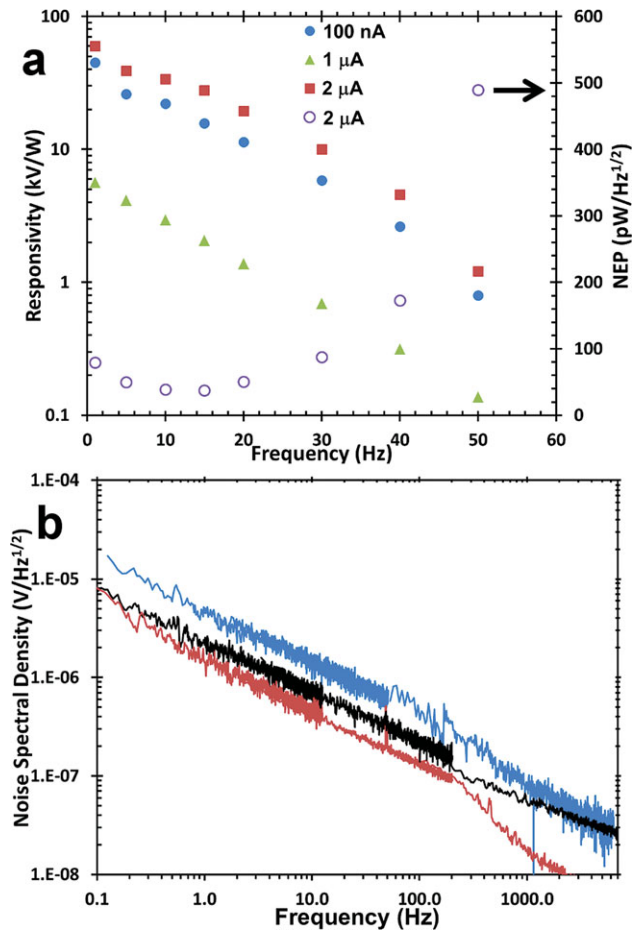 a
100 nA
1 μA
2 μA
2 μA
100
10
1
0.1
Responsivity (kV/W)
600
500
400
300
200
100
0
NEP (pW/Hz1/2)
0 10 20 30 40 50 60
Frequency (Hz)
b
1.E-04
1.E-05
1.E-06
1.E-07
1.E-08
Noise Spectral Density (V/Hz1/2)
0.1 1.0 10.0 100.0 1000.0
Frequency (Hz)